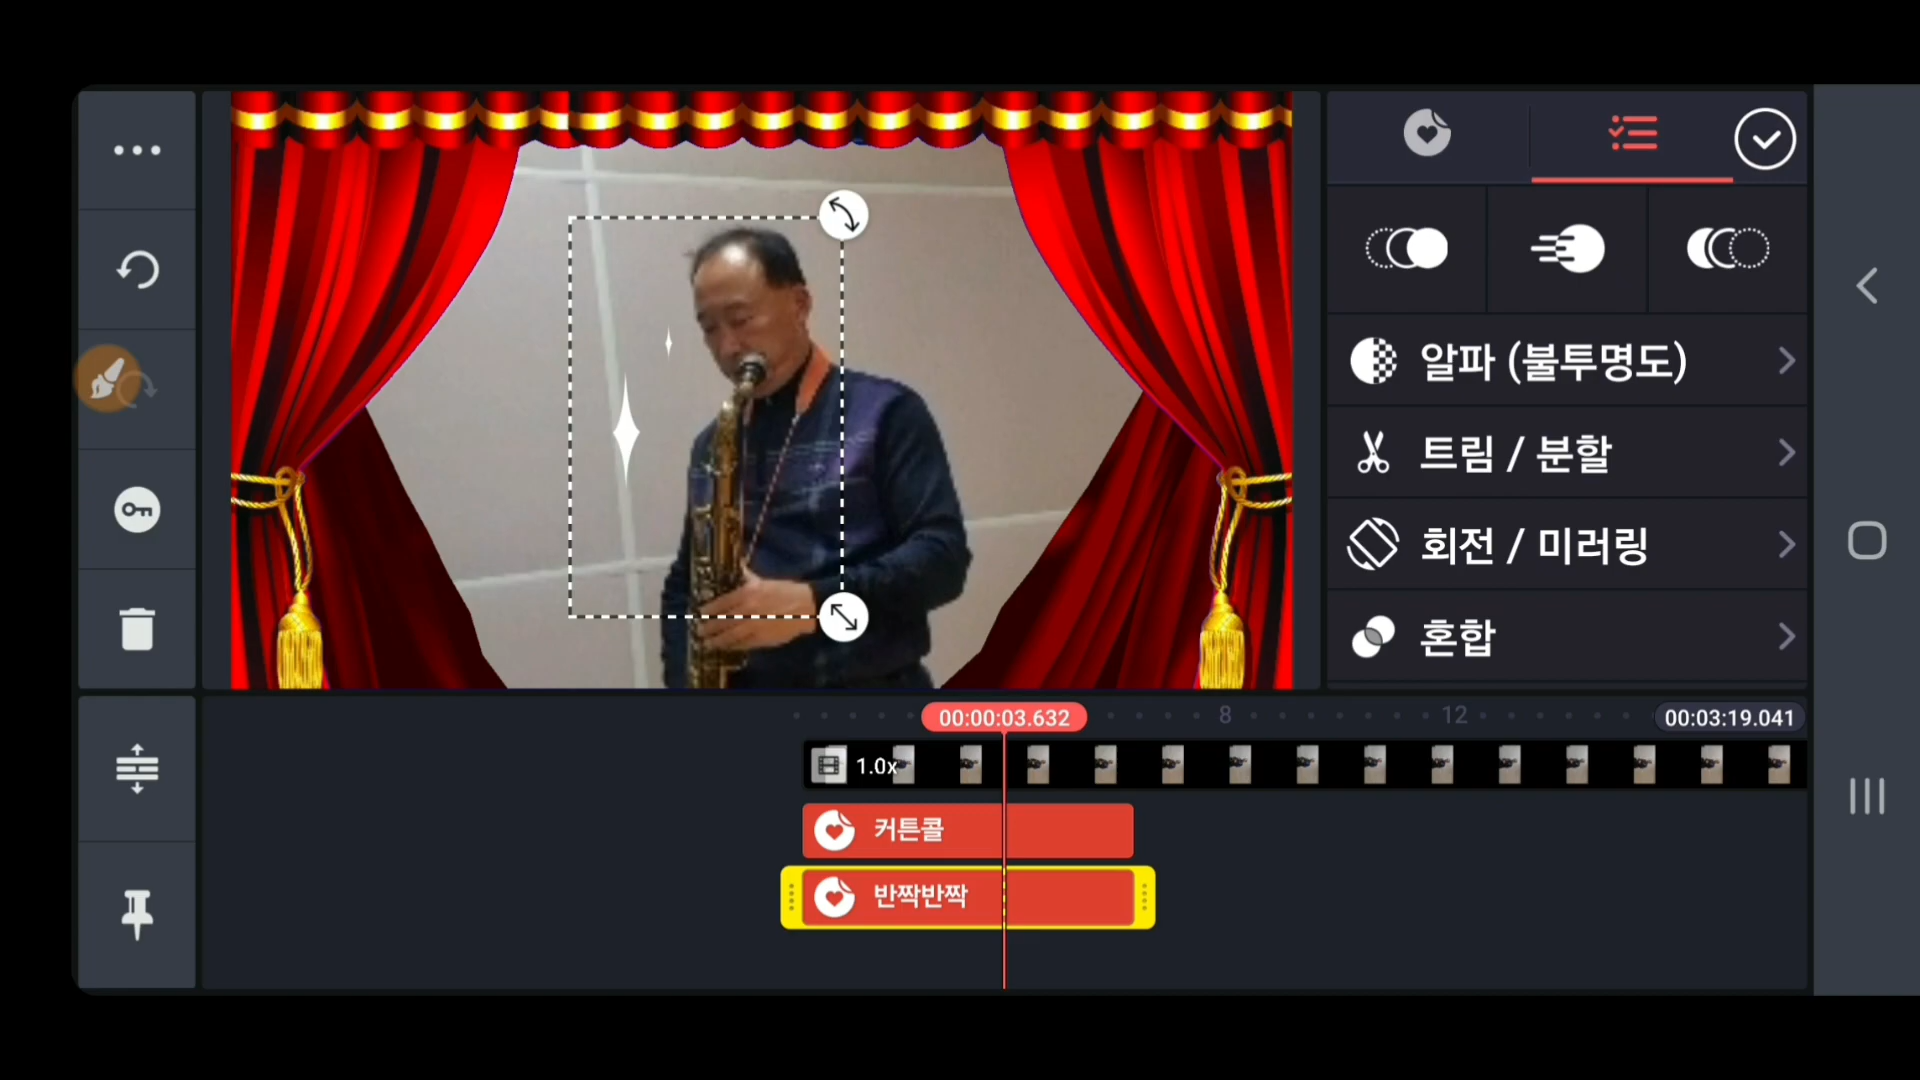 알파 (불투명도)
트림 / 분할
회전 / 미러링
혼합
00:00:03.632
8
12
00:03:19.041
1.0x
커튼콜
반짝반짝